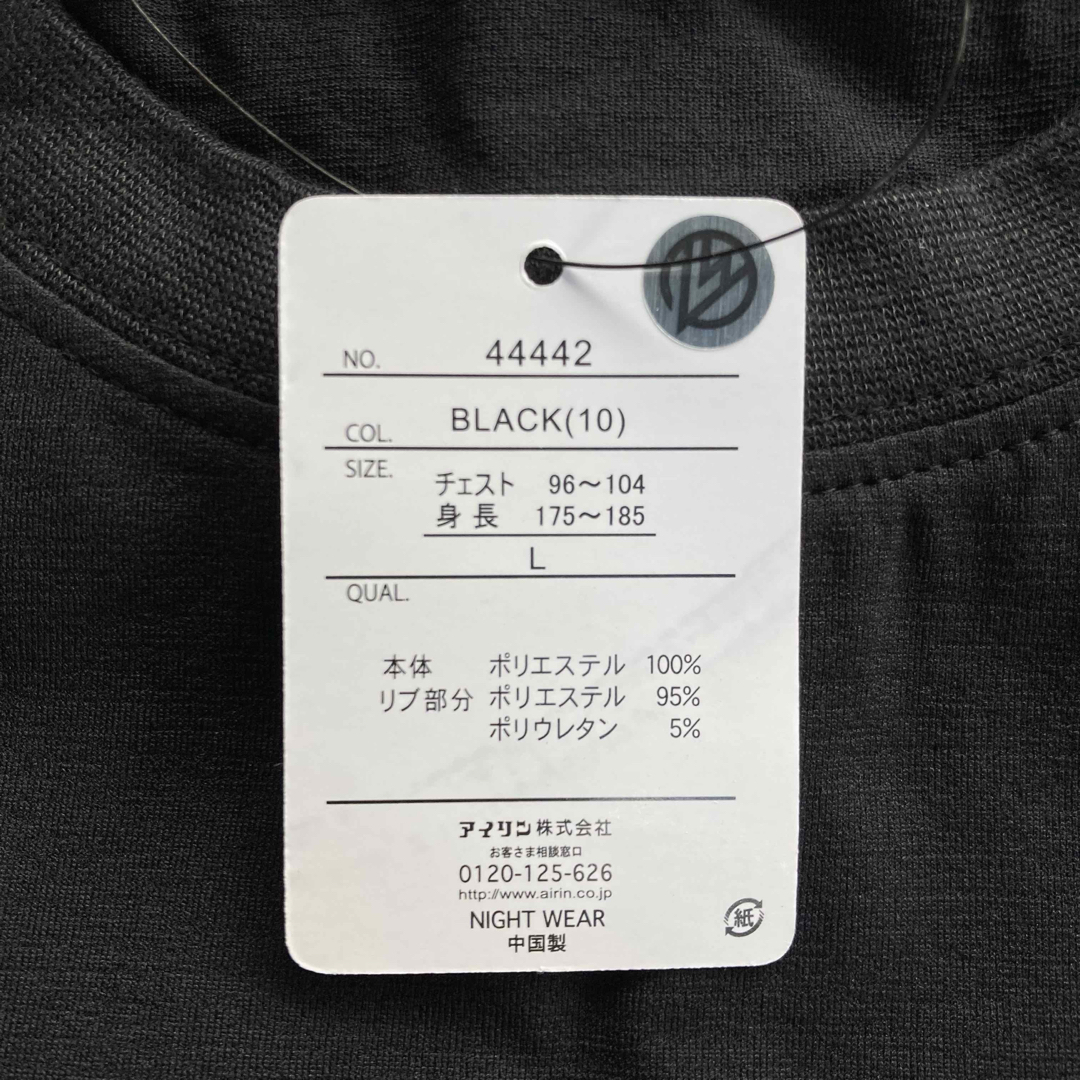 NO. 44442
COL. BLACK(10)
SIZE. チェスト 96〜104
身長 175〜185
L
QUAL.
本体 ポリエステル 100%
リブ部分 ポリエステル 95%
ポリウレタン 5%
アイリン株式会社
お客さま相談窓口
0120-125-626
http://www.airin.co.jp
NIGHT WEAR
中国製
紙